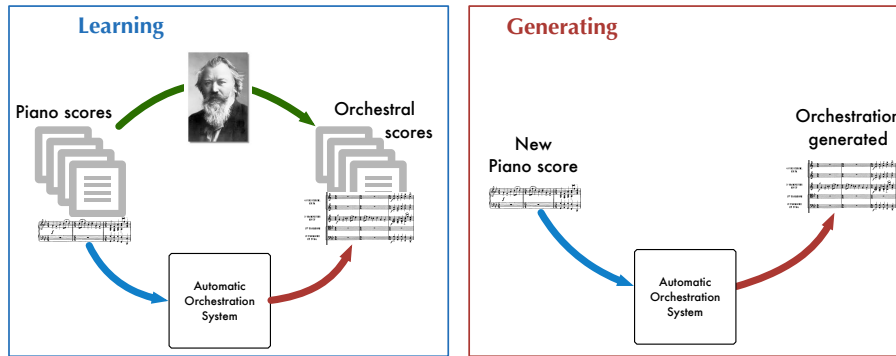 Learning
Piano scores
Orchestral
scores
Automatic
Orchestration
System
Generating
New
Piano score
Orchestration
generated
Automatic
Orchestration
System